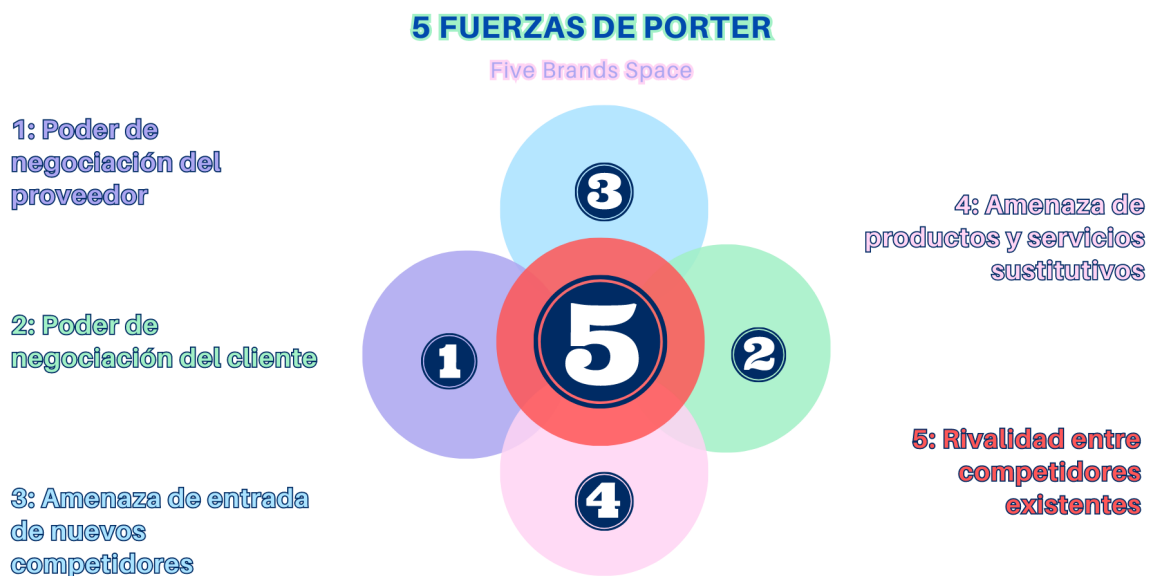 5 FUERZAS DE PORTER
Five Brands Space
1: Poder de
negociación del
proveedor
2: Poder de
negociación del cliente
3: Amenaza de entrada
de nuevos
competidores
3
1
5
2
4
4: Amenaza de
productos y servicios
sustitutivos
5: Rivalidad entre
competidores
existentes